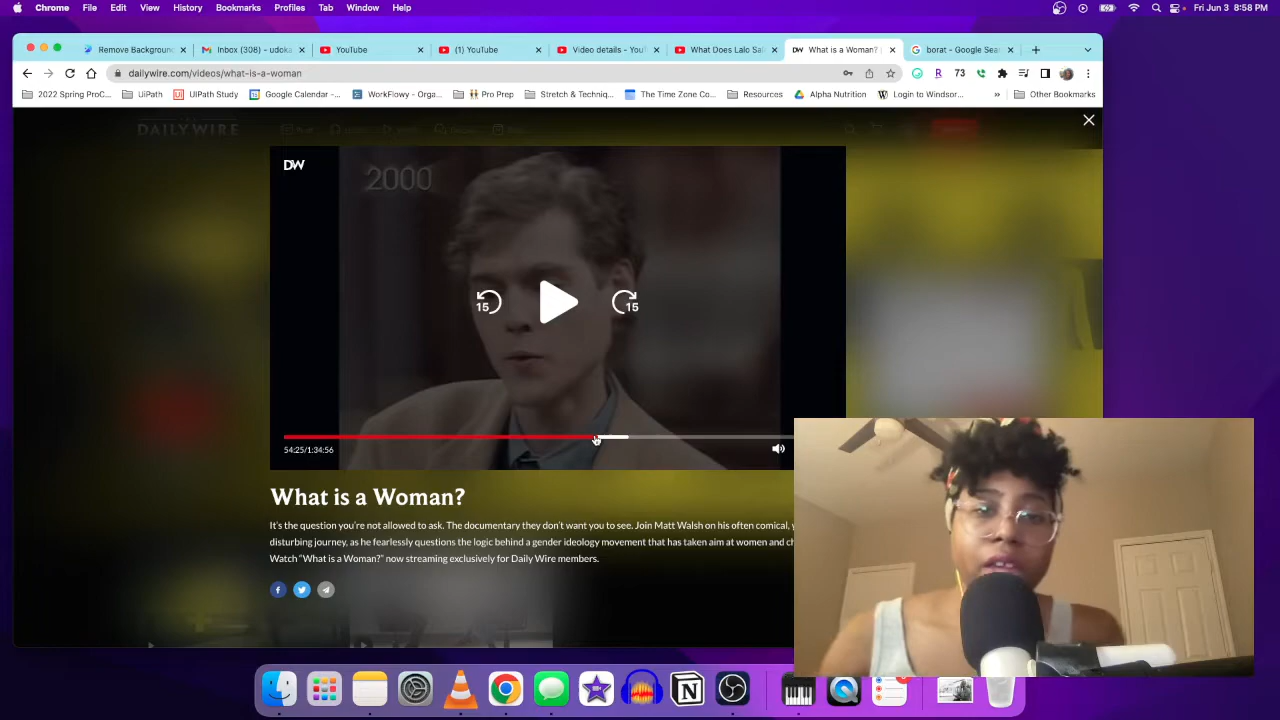 Chrome File Edit View History Bookmarks Profiles Tab Window Help Fri Jun 3 8:58 PM
Remove Backgroun Inbox (308) - udoka YouTube (1) YouTube Video details - You What Does Lalo Sal What is a Woman? borat - Google Sea
dailywire.com/videos/what-is-a-woman 73
2022 Spring ProC... UiPath UiPath Study Google Calendar -... WorkFlowy - Orga... Pro Prep Stretch & Techniq... The Time Zone Co... Resources Alpha Nutrition Login to Windsor... » Other Bookmarks
DAILYWIRE
DW
2000
15 15
54:25/1:34:56
What is a Woman?
It's the question you're not allowed to ask. The documentary they don't want you to see. Join Matt Walsh on his often comical,
disturbing journey, as he fearlessly questions the logic behind a gender ideology movement that has taken aim at women and ch
Watch "What is a Woman?" now streaming exclusively for Daily Wire members.